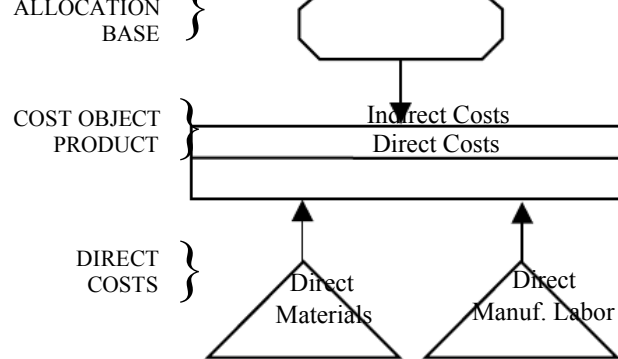 ALLOCATION
BASE
COST OBJECT
PRODUCT
Indirect Costs
Direct Costs
DIRECT
COSTS
Direct
Materials
Direct
Manuf. Labor